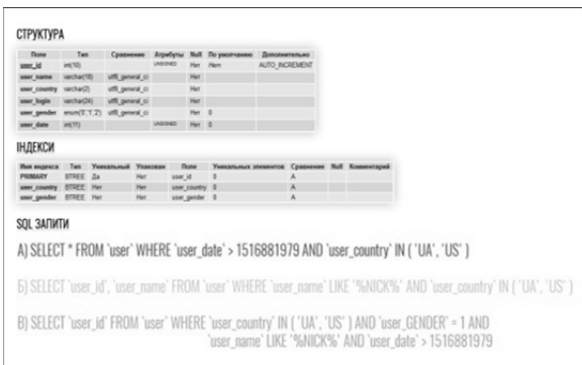 СТРУКТУРА
Поле Тип Сравнение Атрибуты Null По умолчанию Дополнительно
user_id int(10) UNSIGNED Нет Нет AUTO_INCREMENT
user_name varchar(18) utf8_general_ci Нет
user_country varchar(2) utf8_general_ci Нет
user_login varchar(24) utf8_general_ci Нет
user_gender enum('0','1','2') utf8_general_ci Нет 0
user_date int(11) UNSIGNED Нет 0
ІНДЕКСИ
Имя индекса Тип Уникальный Упакован Поле Уникальных элементов Сравнение Null Комментарий
PRIMARY BTREE Да Нет user_id 0 A
user_country BTREE Нет Нет user_country 0 A
user_gender BTREE Нет Нет user_gender 0 A
SQL ЗАПИТИ
А) SELECT * FROM `user` WHERE `user_date` > 1516881979 AND `user_country` IN ( 'UA', 'US' )
Б) SELECT `user_id`, `user_name` FROM `user` WHERE `user_name` LIKE '%NICK%' AND `user_country` IN ( 'UA', 'US' )
В) SELECT `user_id` FROM `user` WHERE `user_country` IN ( 'UA', 'US' ) AND `user_GENDER` = 1 AND
`user_name` LIKE '%NICK%' AND `user_date` > 1516881979